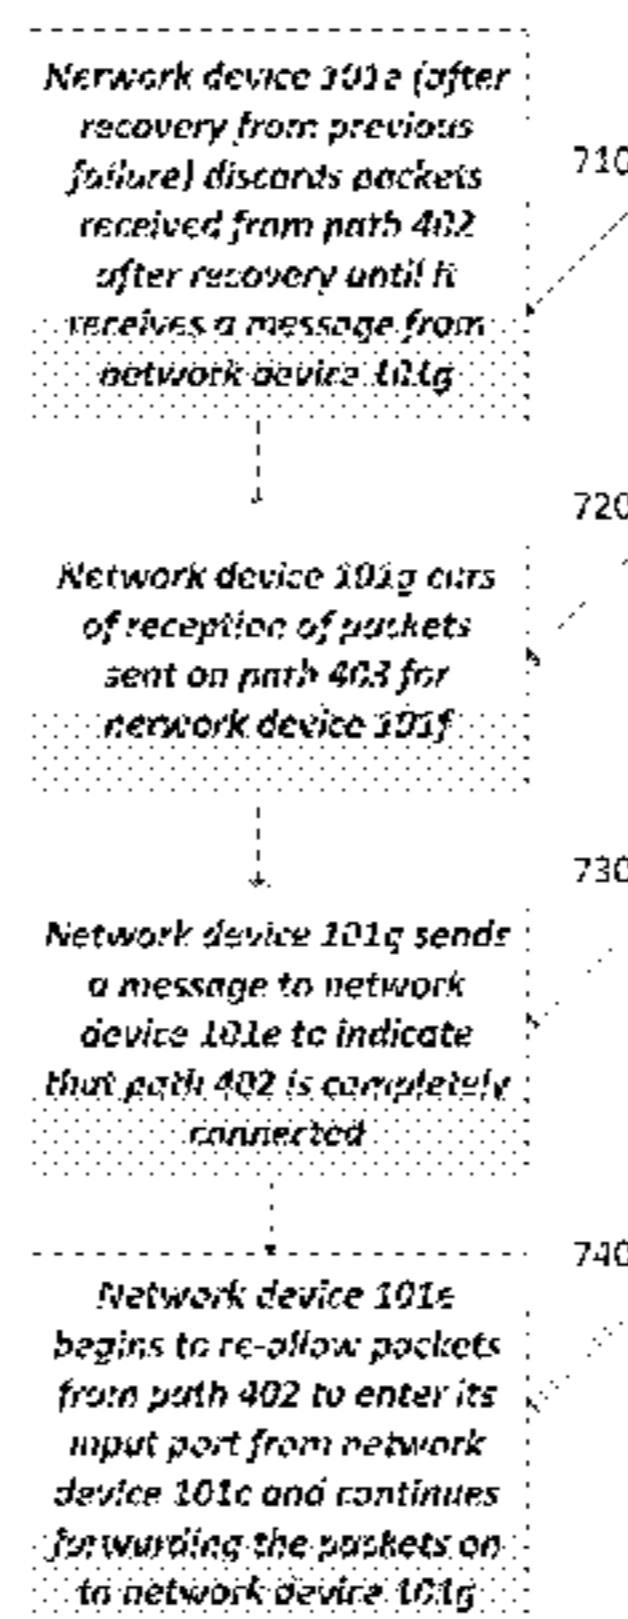 Network device 101e (after
recovery from previous
failure) discards packets
received from path 402
after recovery until it
receives a message from
network device 101g
710
Network device 101g cuts
of reception of packets
sent on path 403 for
network device 101f
720
Network device 101g sends
a message to network
device 101e to indicate
that path 402 is completely
connected
730
Network device 101e
begins to re-allow packets
from path 402 to enter its
input port from network
device 101c and continues
forwarding the packets on
to network device 101g
740